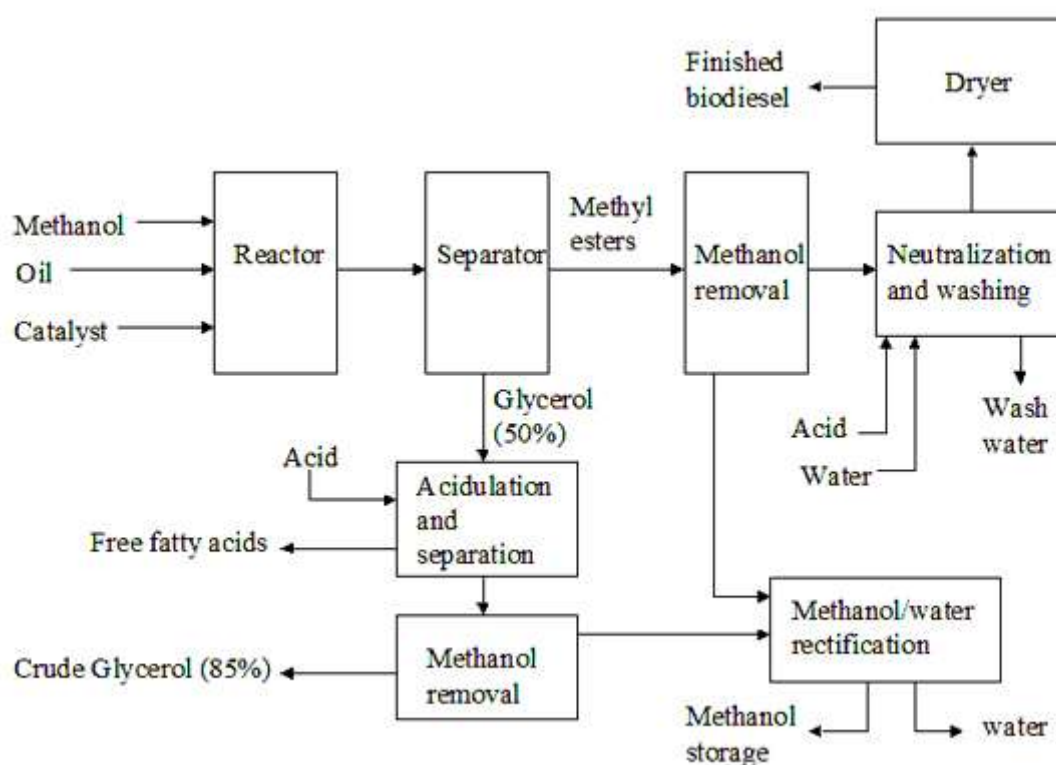 Finished
biodiesel
Dryer
Methanol
Oil
Catalyst
Reactor
Separator
Methyl
esters
Methanol
removal
Neutralization
and washing
Glycerol
(50%)
Acid
Water
Wash
water
Acid
Acidulation
and
separation
Free fatty acids
Methanol/water
rectification
Crude Glycerol (85%)
Methanol
removal
Methanol
storage
water